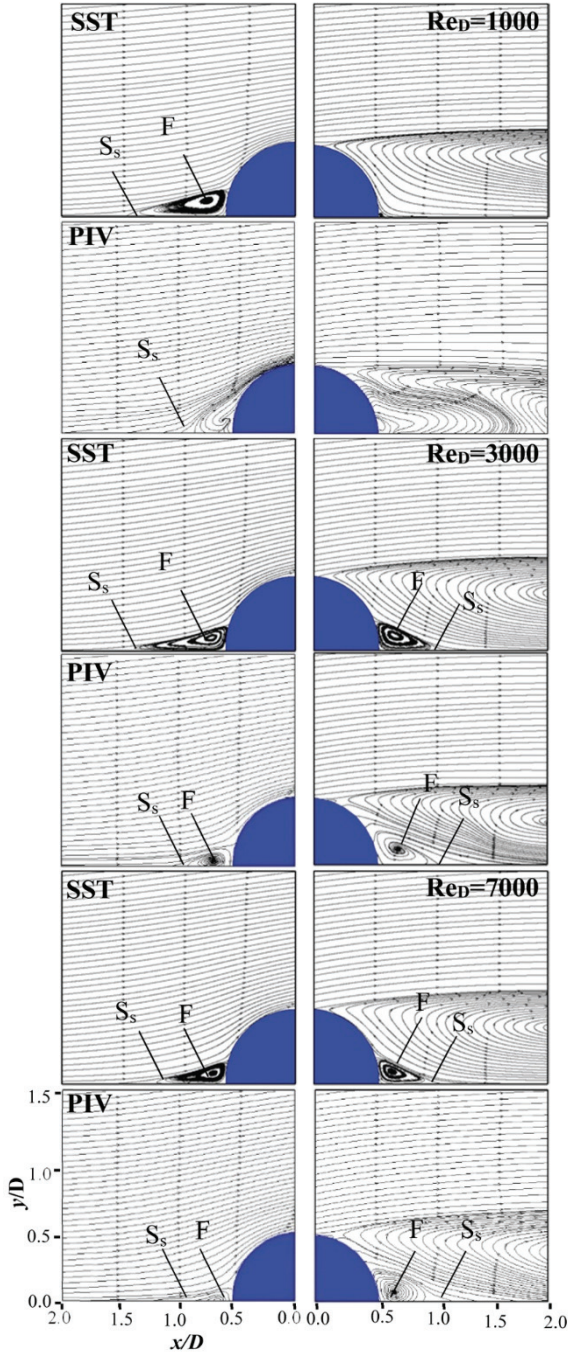 SST Re_D=1000
F
S_s
PIV
S_s
SST Re_D=3000
F F
S_s S_s
PIV
F
S_s F S_s
SST Re_D=7000
S_s F F S_s
PIV
1.5
1.0
y/D
0.5
S_s F F S_s
0.0
2.0 1.5 1.0 0.5 0.0 0.0 0.5 1.0 1.5 2.0
x/D